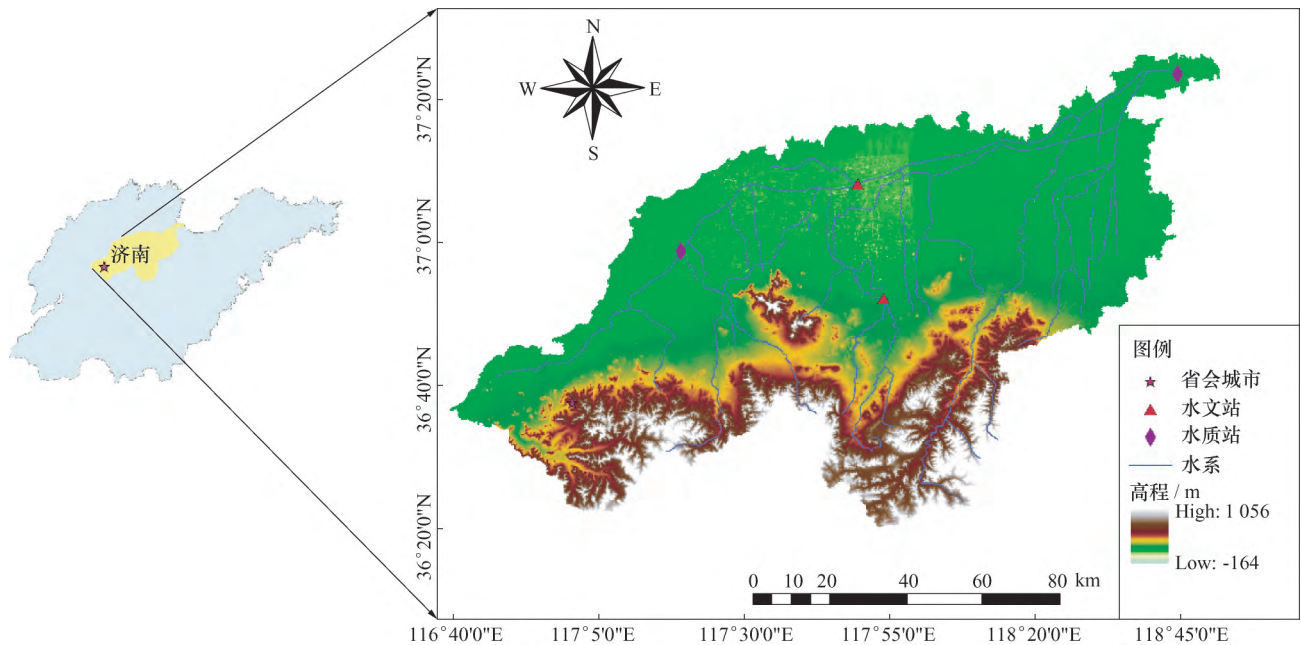 济南
N
W
E
S
37°20′0″N
37°0′0″N
36°40′0″N
36°20′0″N
图例
省会城市
水文站
水质站
水系
高程 / m
High: 1 056
Low: -164
0 10 20 40 60 80 km
116°40′0″E 117°5′0″E 117°30′0″E 117°55′0″E 118°20′0″E 118°45′0″E